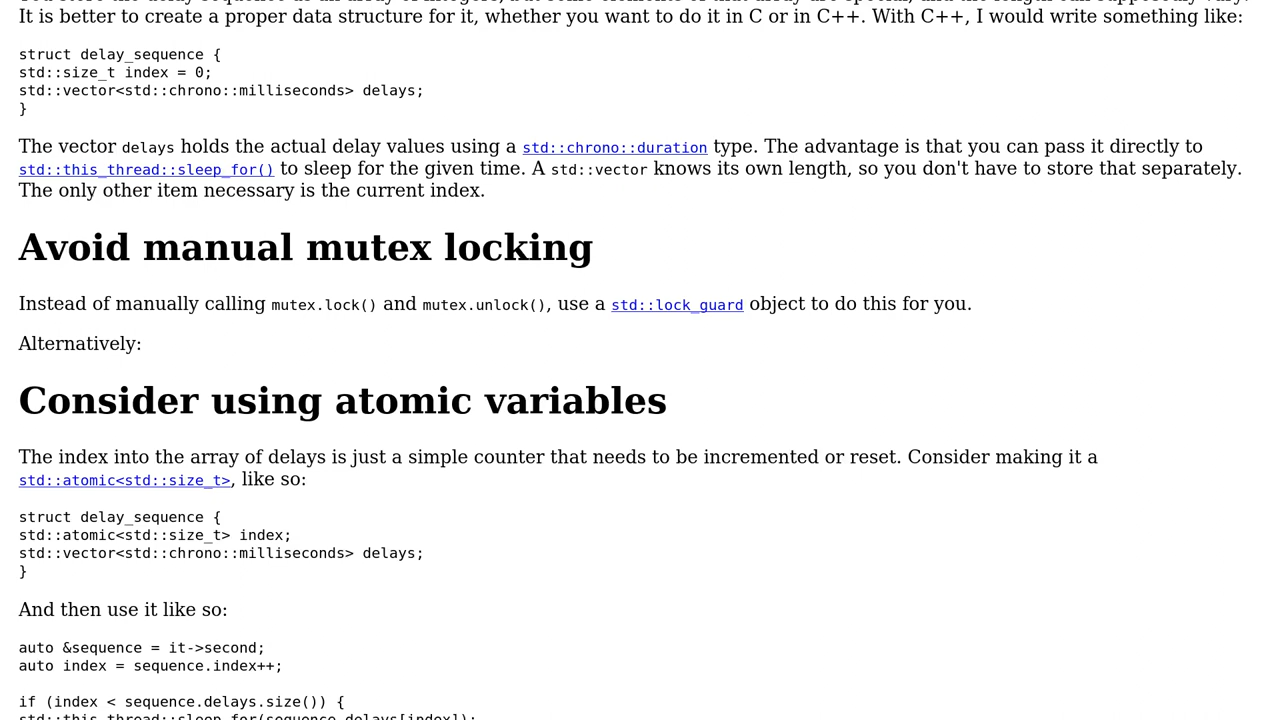 It is better to create a proper data structure for it, whether you want to do it in C or in C++. With C++, I would write something like:
struct delay_sequence {
std::size_t index = 0;
std::vector<std::chrono::milliseconds> delays;
}
The vector delays holds the actual delay values using a std::chrono::duration type. The advantage is that you can pass it directly to
std::this_thread::sleep_for() to sleep for the given time. A std::vector knows its own length, so you don't have to store that separately.
The only other item necessary is the current index.
Avoid manual mutex locking
Instead of manually calling mutex.lock() and mutex.unlock(), use a std::lock_guard object to do this for you.
Alternatively:
Consider using atomic variables
The index into the array of delays is just a simple counter that needs to be incremented or reset. Consider making it a
std::atomic<std::size_t>, like so:
struct delay_sequence {
std::atomic<std::size_t> index;
std::vector<std::chrono::milliseconds> delays;
}
And then use it like so:
auto &sequence = it->second;
auto index = sequence.index++;
if (index < sequence.delays.size()) {
std::this_thread::sleep_for(sequence.delays[index]);